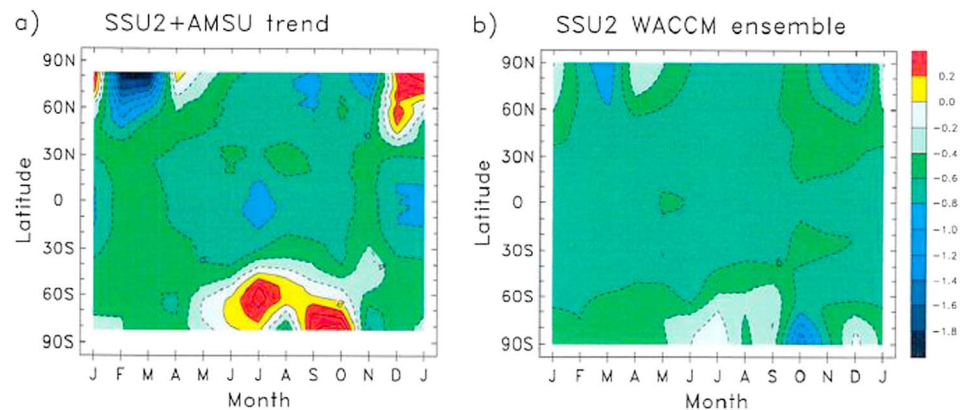 a) SSU2+AMSU trend
90N
60N
30N
0
30S
60S
90S
Latitude
J F M A M J J A S O N D J
Month
b) SSU2 WACCM ensemble
90N
60N
30N
0
30S
60S
90S
Latitude
J F M A M J J A S O N D J
Month
0.2
0.0
-0.2
-0.4
-0.6
-0.8
-1.0
-1.2
-1.4
-1.6
-1.8